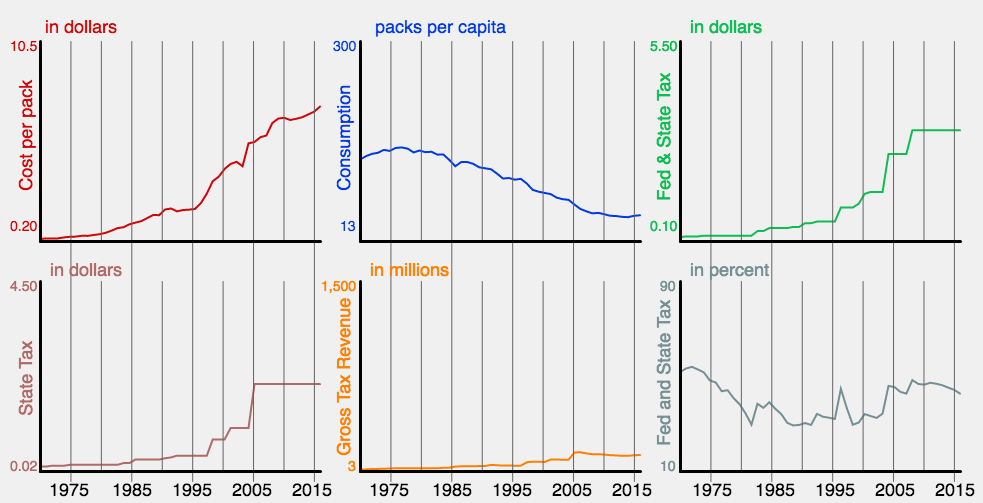 in dollars
10.5
Cost per pack
0.20
packs per capita
300
Consumption
13
in dollars
5.50
Fed & State Tax
0.10
in dollars
4.50
State Tax
0.02
1975 1985 1995 2005 2015
in millions
1,500
Gross Tax Revenue
3
1975 1985 1995 2005 2015
in percent
90
Fed and State Tax
10
1975 1985 1995 2005 2015